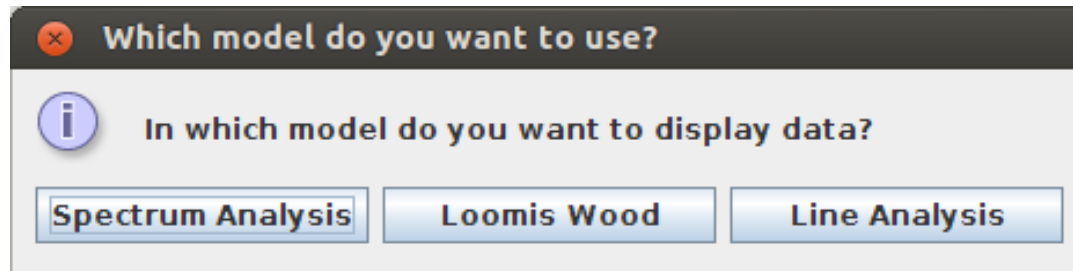 Which model do you want to use?
In which model do you want to display data?
Spectrum Analysis Loomis Wood Line Analysis